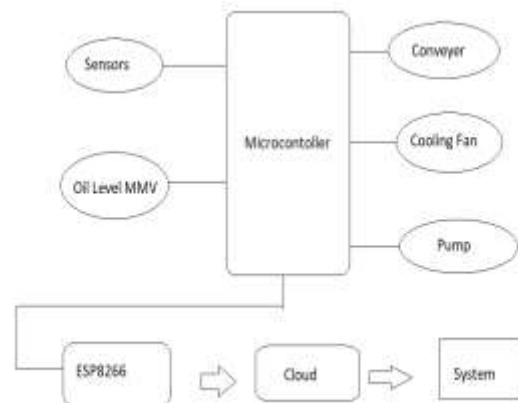 Sensors
Conveyer
Microcontoller
Cooling Fan
Oil Level MMV
Pump
ESP8266
Cloud
System